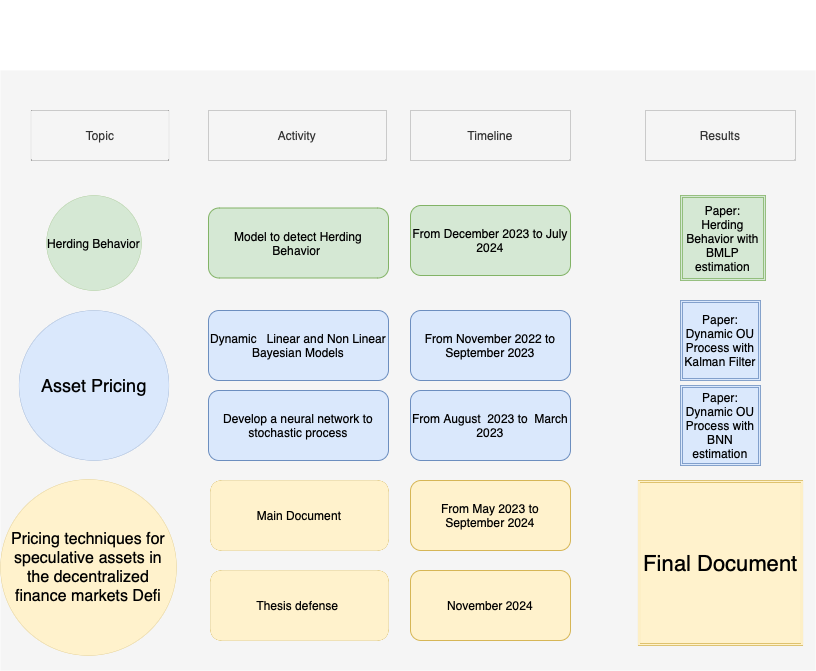 Topic
Activity
Timeline
Results
Herding Behavior
Model to detect Herding
Behavior
From December 2023 to July
2024
Paper:
Herding
Behavior with
BMLP
estimation
Asset Pricing
Dynamic   Linear and Non Linear
Bayesian Models
From November 2022 to
September 2023
Paper:
Dynamic OU
Process with
Kalman Filter
Develop a neural network to
stochastic process
From August  2023 to  March
2023
Paper:
Dynamic OU
Process with
BNN
estimation
Pricing techniques for
speculative assets in
the decentralized
finance markets Defi
Main Document
From May 2023 to
September 2024
Final Document
Thesis defense
November 2024